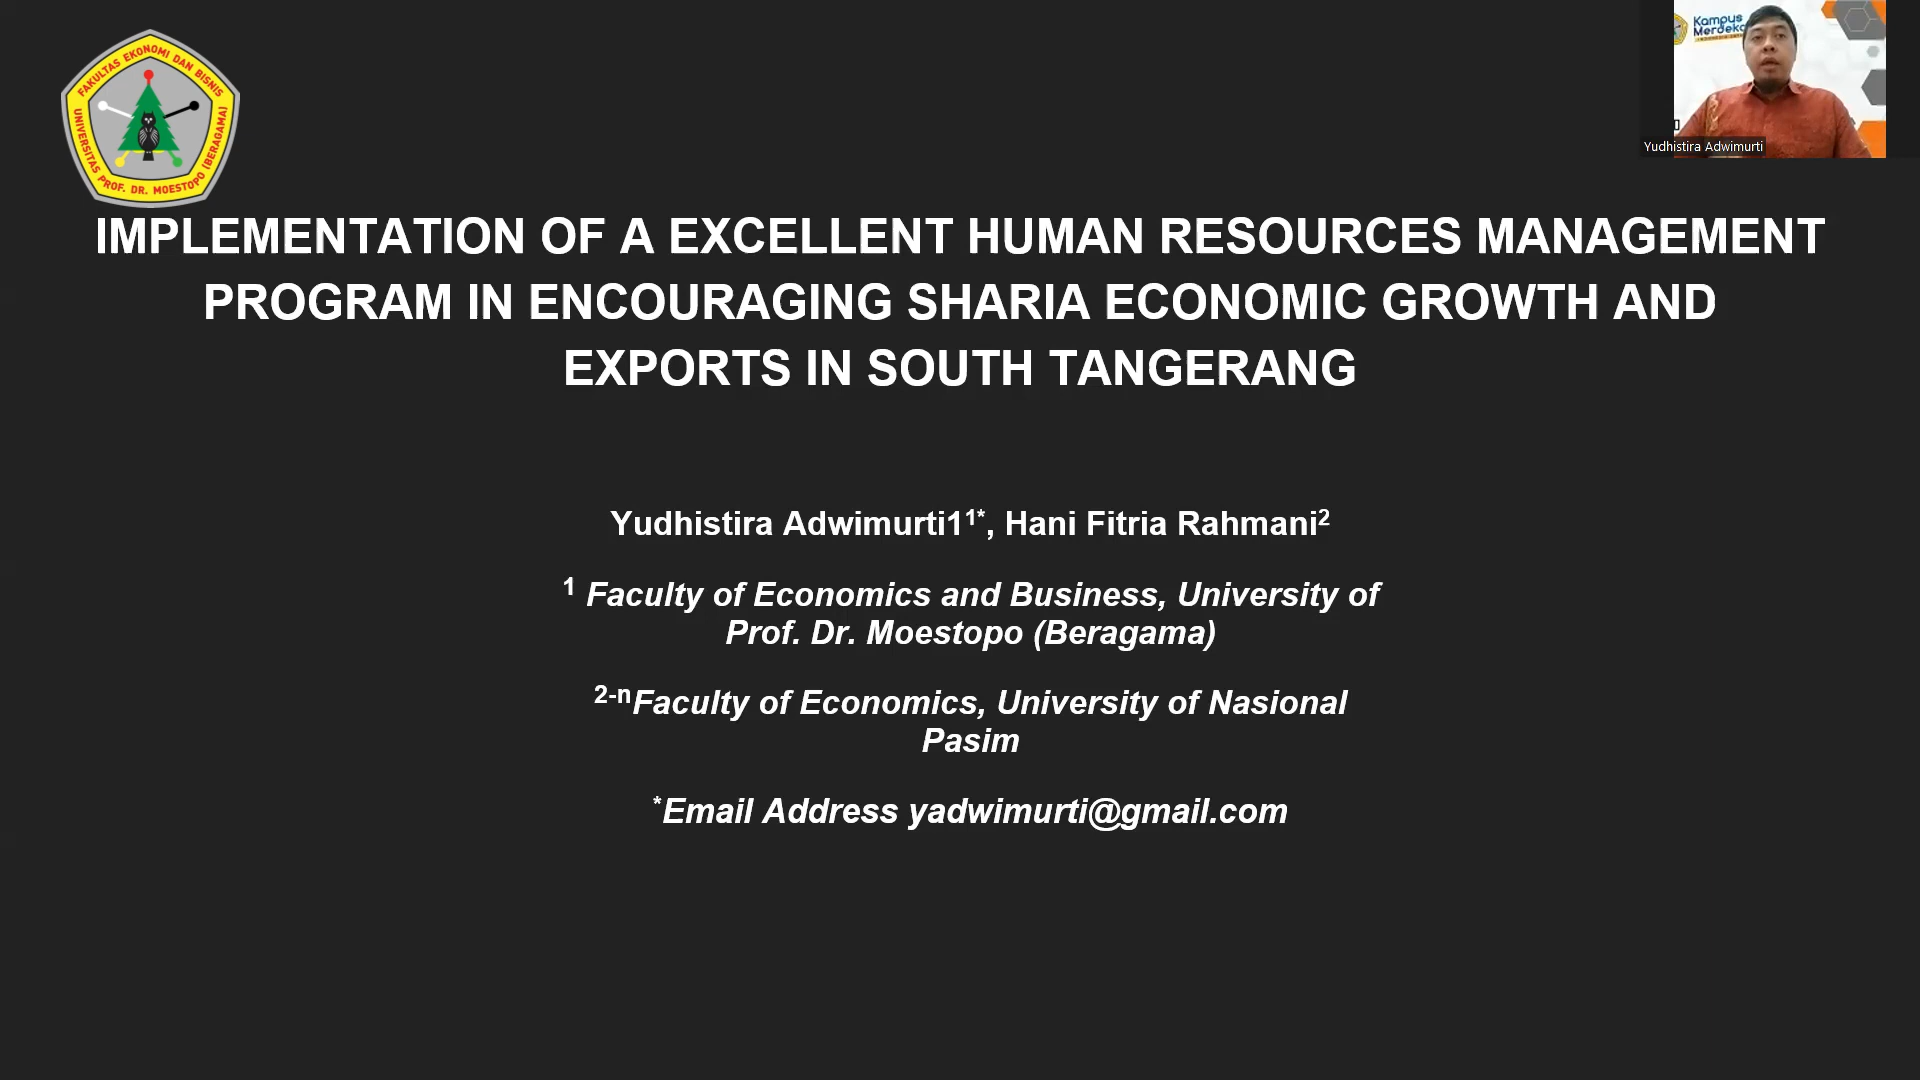 FAKULTAS EKONOMI DAN BISNIS
UNIVERSITAS PROF. DR. MOESTOPO (BERAGAMA)
Kampus
Merdeka
Yudhistira Adwimurti
IMPLEMENTATION OF A EXCELLENT HUMAN RESOURCES MANAGEMENT
PROGRAM IN ENCOURAGING SHARIA ECONOMIC GROWTH AND
EXPORTS IN SOUTH TANGERANG
Yudhistira Adwimurti1¹*, Hani Fitria Rahmani²
¹ Faculty of Economics and Business, University of
Prof. Dr. Moestopo (Beragama)
²⁻ⁿFaculty of Economics, University of Nasional
Pasim
*Email Address yadwimurti@gmail.com